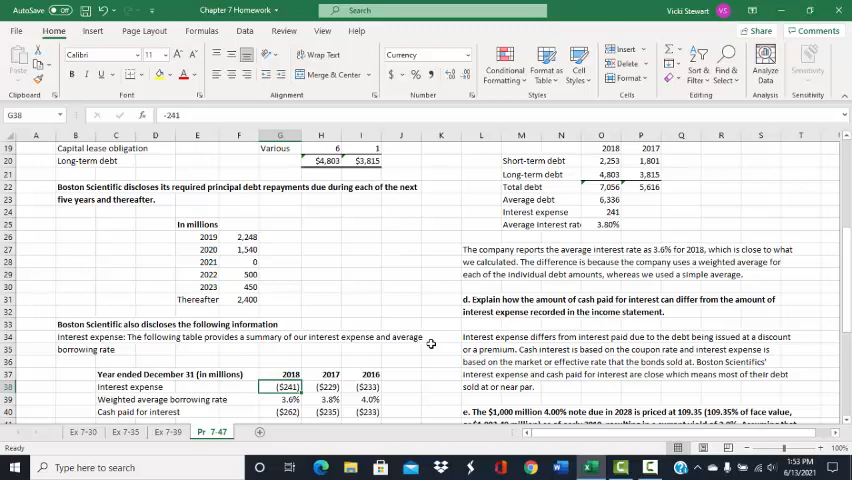 AutoSave Off Chapter 7 Homework Search Vicki Stewart VS
File Home Insert Page Layout Formulas Data Review View Help Share Comments
Calibri 11 A A Wrap Text Currency Insert
Paste B I U A Merge & Center $ % Conditional Formatting Format as Table Cell Styles Delete Format Sort & Filter Find & Select Analyze Data Sensitivity
Clipboard Font Alignment Number Styles Cells Editing Analysis Sensitivity
G38 fx -241
A B C D E F G H I J K L M N O P Q R S T
19 Capital lease obligation Various 6 1 2018 2017
20 Long-term debt $4,803 $3,815 Short-term debt 2,253 1,801
21 Long-term debt 4,803 3,815
22 Boston Scientific discloses its required principal debt repayments due during each of the next Total debt 7,056 5,616
23 five years and thereafter. Average debt 6,336
24 Interest expense 241
25 In millions Average interest rate 3.80%
26 2019 2,248
27 2020 1,540 The company reports the average interest rate as 3.6% for 2018, which is close to what
28 2021 0 we calculated. The difference is because the company uses a weighted average for
29 2022 500 each of the individual debt amounts, whereas we used a simple average.
30 2023 450
31 Thereafter 2,400 d. Explain how the amount of cash paid for interest can differ from the amount of
32 interest expense recorded in the income statement.
33 Boston Scientific also discloses the following information
34 Interest expense: The following table provides a summary of our interest expense and average Interest expense differs from interest paid due to the debt being issued at a discount
35 borrowing rate or a premium. Cash interest is based on the coupon rate and interest expense is
36 based on the market or effective rate that the bonds sold at. Boston Scientifics'
37 Year ended December 31 (in millions) 2018 2017 2016 interest expense and cash paid for interest are close which means most of their debt
38 Interest expense ($241) ($229) ($233) sold at or near par.
39 Weighted average borrowing rate 3.6% 3.8% 4.0%
40 Cash paid for interest ($262) ($235) ($233) e. The $1,000 million 4.00% note due in 2028 is priced at 109.35 (109.35% of face value,
Ex 7-30 Ex 7-35 Ex 7-39 Pr 7-47
Ready 100%
Type here to search 1:53 PM
6/13/2021